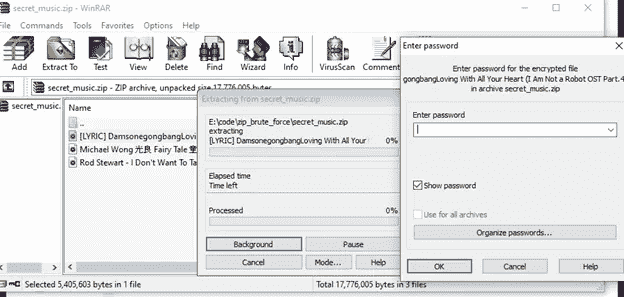 secret_music.zip - WinRAR
File Commands Tools Favorites Options Help
Add Extract To Test View Delete Find Wizard Info VirusScan Comment
secret_music.zip - ZIP archive, unpacked size 17,776,005 bytes
secret_music.
Name
..
[LYRIC] DamsonegongbangLovi
Michael Wong 光良 Fairy Tale 童
Rod Stewart - I Don't Want To Ta
Extracting from secret_music.zip
E:\code\zip_brute_force\secret_music.zip
extracting
[LYRIC] DamsonegongbangLoving With All Your 0%
Elapsed time
Time left
Processed 0%
Background Pause
Cancel Mode... Help
Enter password
Enter password for the encrypted file
gongbangLoving With All Your Heart (I Am Not a Robot OST Part.4
in archive secret_music.zip
Enter password
Show password
Use for all archives
Organize passwords...
OK Cancel Help
Selected 5,405,603 bytes in 1 file
Total 17,776,005 bytes in 3 files